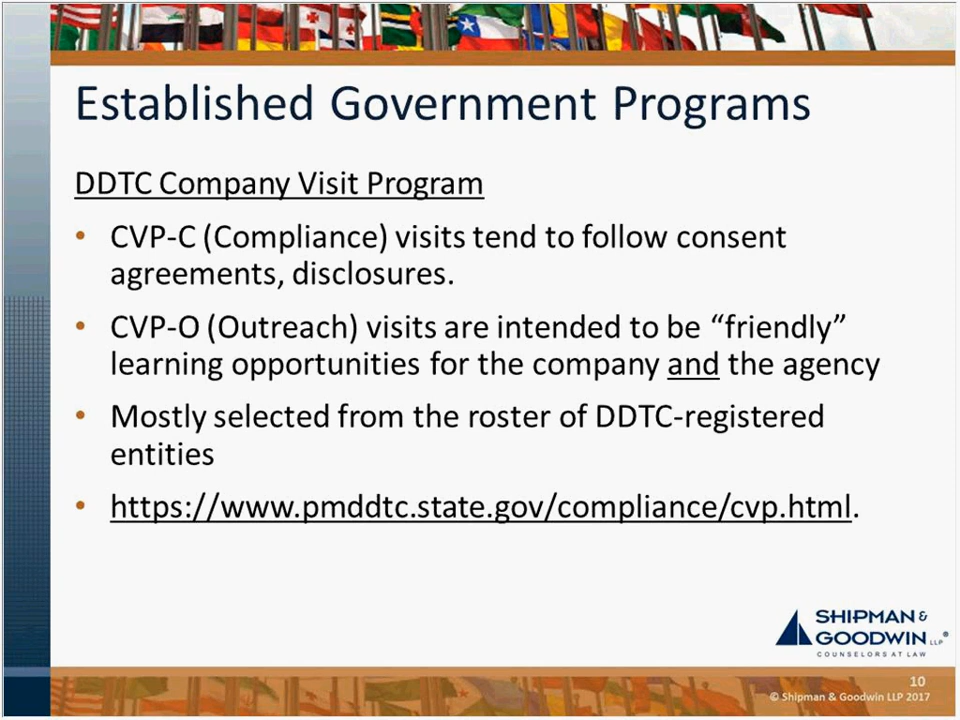 Established Government Programs
DDTC Company Visit Program
• CVP-C (Compliance) visits tend to follow consent
agreements, disclosures.
• CVP-O (Outreach) visits are intended to be “friendly”
learning opportunities for the company and the agency
• Mostly selected from the roster of DDTC-registered
entities
• https://www.pmddtc.state.gov/compliance/cvp.html.
SHIPMAN &
GOODWIN LLP®
COUNSELORS AT LAW
10
© Shipman & Goodwin LLP 2017